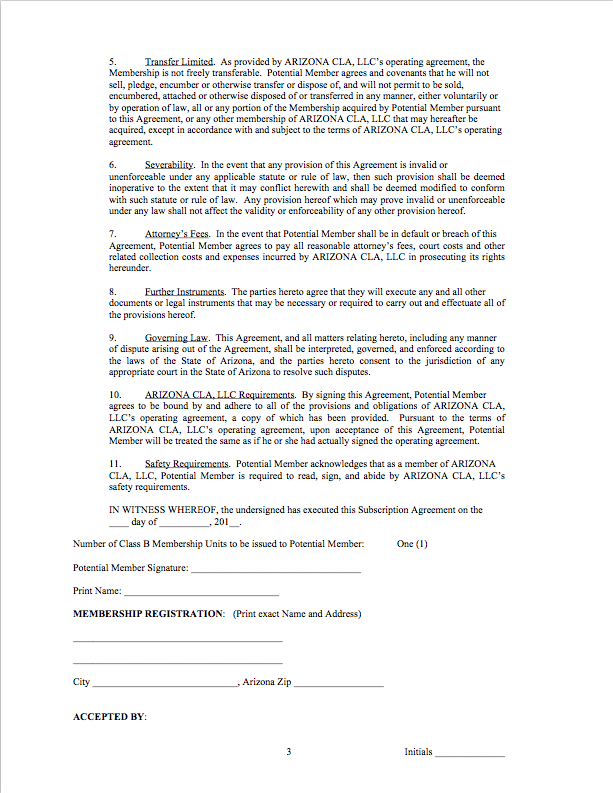 5. Transfer Limited. As provided by ARIZONA CLA, LLC's operating agreement, the
Membership is not freely transferable. Potential Member agrees and covenants that he will not
sell, pledge, encumber or otherwise transfer or dispose of, and will not permit to be sold,
encumbered, attached or otherwise disposed of or transferred in any manner, either voluntarily or
by operation of law, all or any portion of the Membership acquired by Potential Member pursuant
to this Agreement, or any other membership of ARIZONA CLA, LLC that may hereafter be
acquired, except in accordance with and subject to the terms of ARIZONA CLA, LLC's operating
agreement.
6. Severability. In the event that any provision of this Agreement is invalid or
unenforceable under any applicable statute or rule of law, then such provision shall be deemed
inoperative to the extent that it may conflict herewith and shall be deemed modified to conform
with such statute or rule of law. Any provision hereof which may prove invalid or unenforceable
under any law shall not affect the validity or enforceability of any other provision hereof.
7. Attorney's Fees. In the event that Potential Member shall be in default or breach of this
Agreement, Potential Member agrees to pay all reasonable attorney's fees, court costs and other
related collection costs and expenses incurred by ARIZONA CLA, LLC in prosecuting its rights
hereunder.
8. Further Instruments. The parties hereto agree that they will execute any and all other
documents or legal instruments that may be necessary or required to carry out and effectuate all of
the provisions hereof.
9. Governing Law. This Agreement, and all matters relating hereto, including any manner
of dispute arising out of the Agreement, shall be interpreted, governed, and enforced according to
the laws of the State of Arizona, and the parties hereto consent to the jurisdiction of any
appropriate court in the State of Arizona to resolve such disputes.
10. ARIZONA CLA, LLC Requirements. By signing this Agreement, Potential Member
agrees to be bound by and adhere to all of the provisions and obligations of ARIZONA CLA,
LLC's operating agreement, a copy of which has been provided. Pursuant to the terms of
ARIZONA CLA, LLC's operating agreement, upon acceptance of this Agreement, Potential
Member will be treated the same as if he or she had actually signed the operating agreement.
11. Safety Requirements. Potential Member acknowledges that as a member of ARIZONA
CLA, LLC, Potential Member is required to read, sign, and abide by ARIZONA CLA, LLC's
safety requirements.
IN WITNESS WHEREOF, the undersigned has executed this Subscription Agreement on the
____ day of __________, 201__.
Number of Class B Membership Units to be issued to Potential Member: One (1)
Potential Member Signature: __________________________________
Print Name: _______________________________
MEMBERSHIP REGISTRATION: (Print exact Name and Address)
__________________________________________
__________________________________________
City _____________________________, Arizona Zip __________________
ACCEPTED BY:
3 Initials ______________